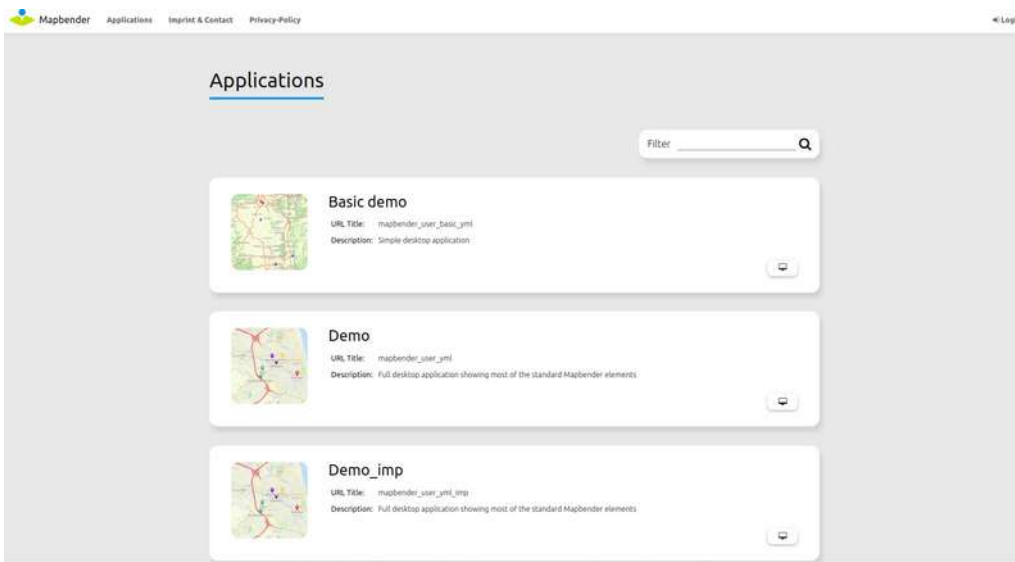 Mapbender Applications Imprint & Contact Privacy-Policy
Applications
Filter
Basic demo
URL Title: mapbender_user_basic_yml
Description: Simple desktop application
Demo
URL Title: mapbender_user_yml
Description: Full desktop application showing most of the standard Mapbender elements
Demo_imp
URL Title: mapbender_user_yml_imp
Description: Full desktop application showing most of the standard Mapbender elements